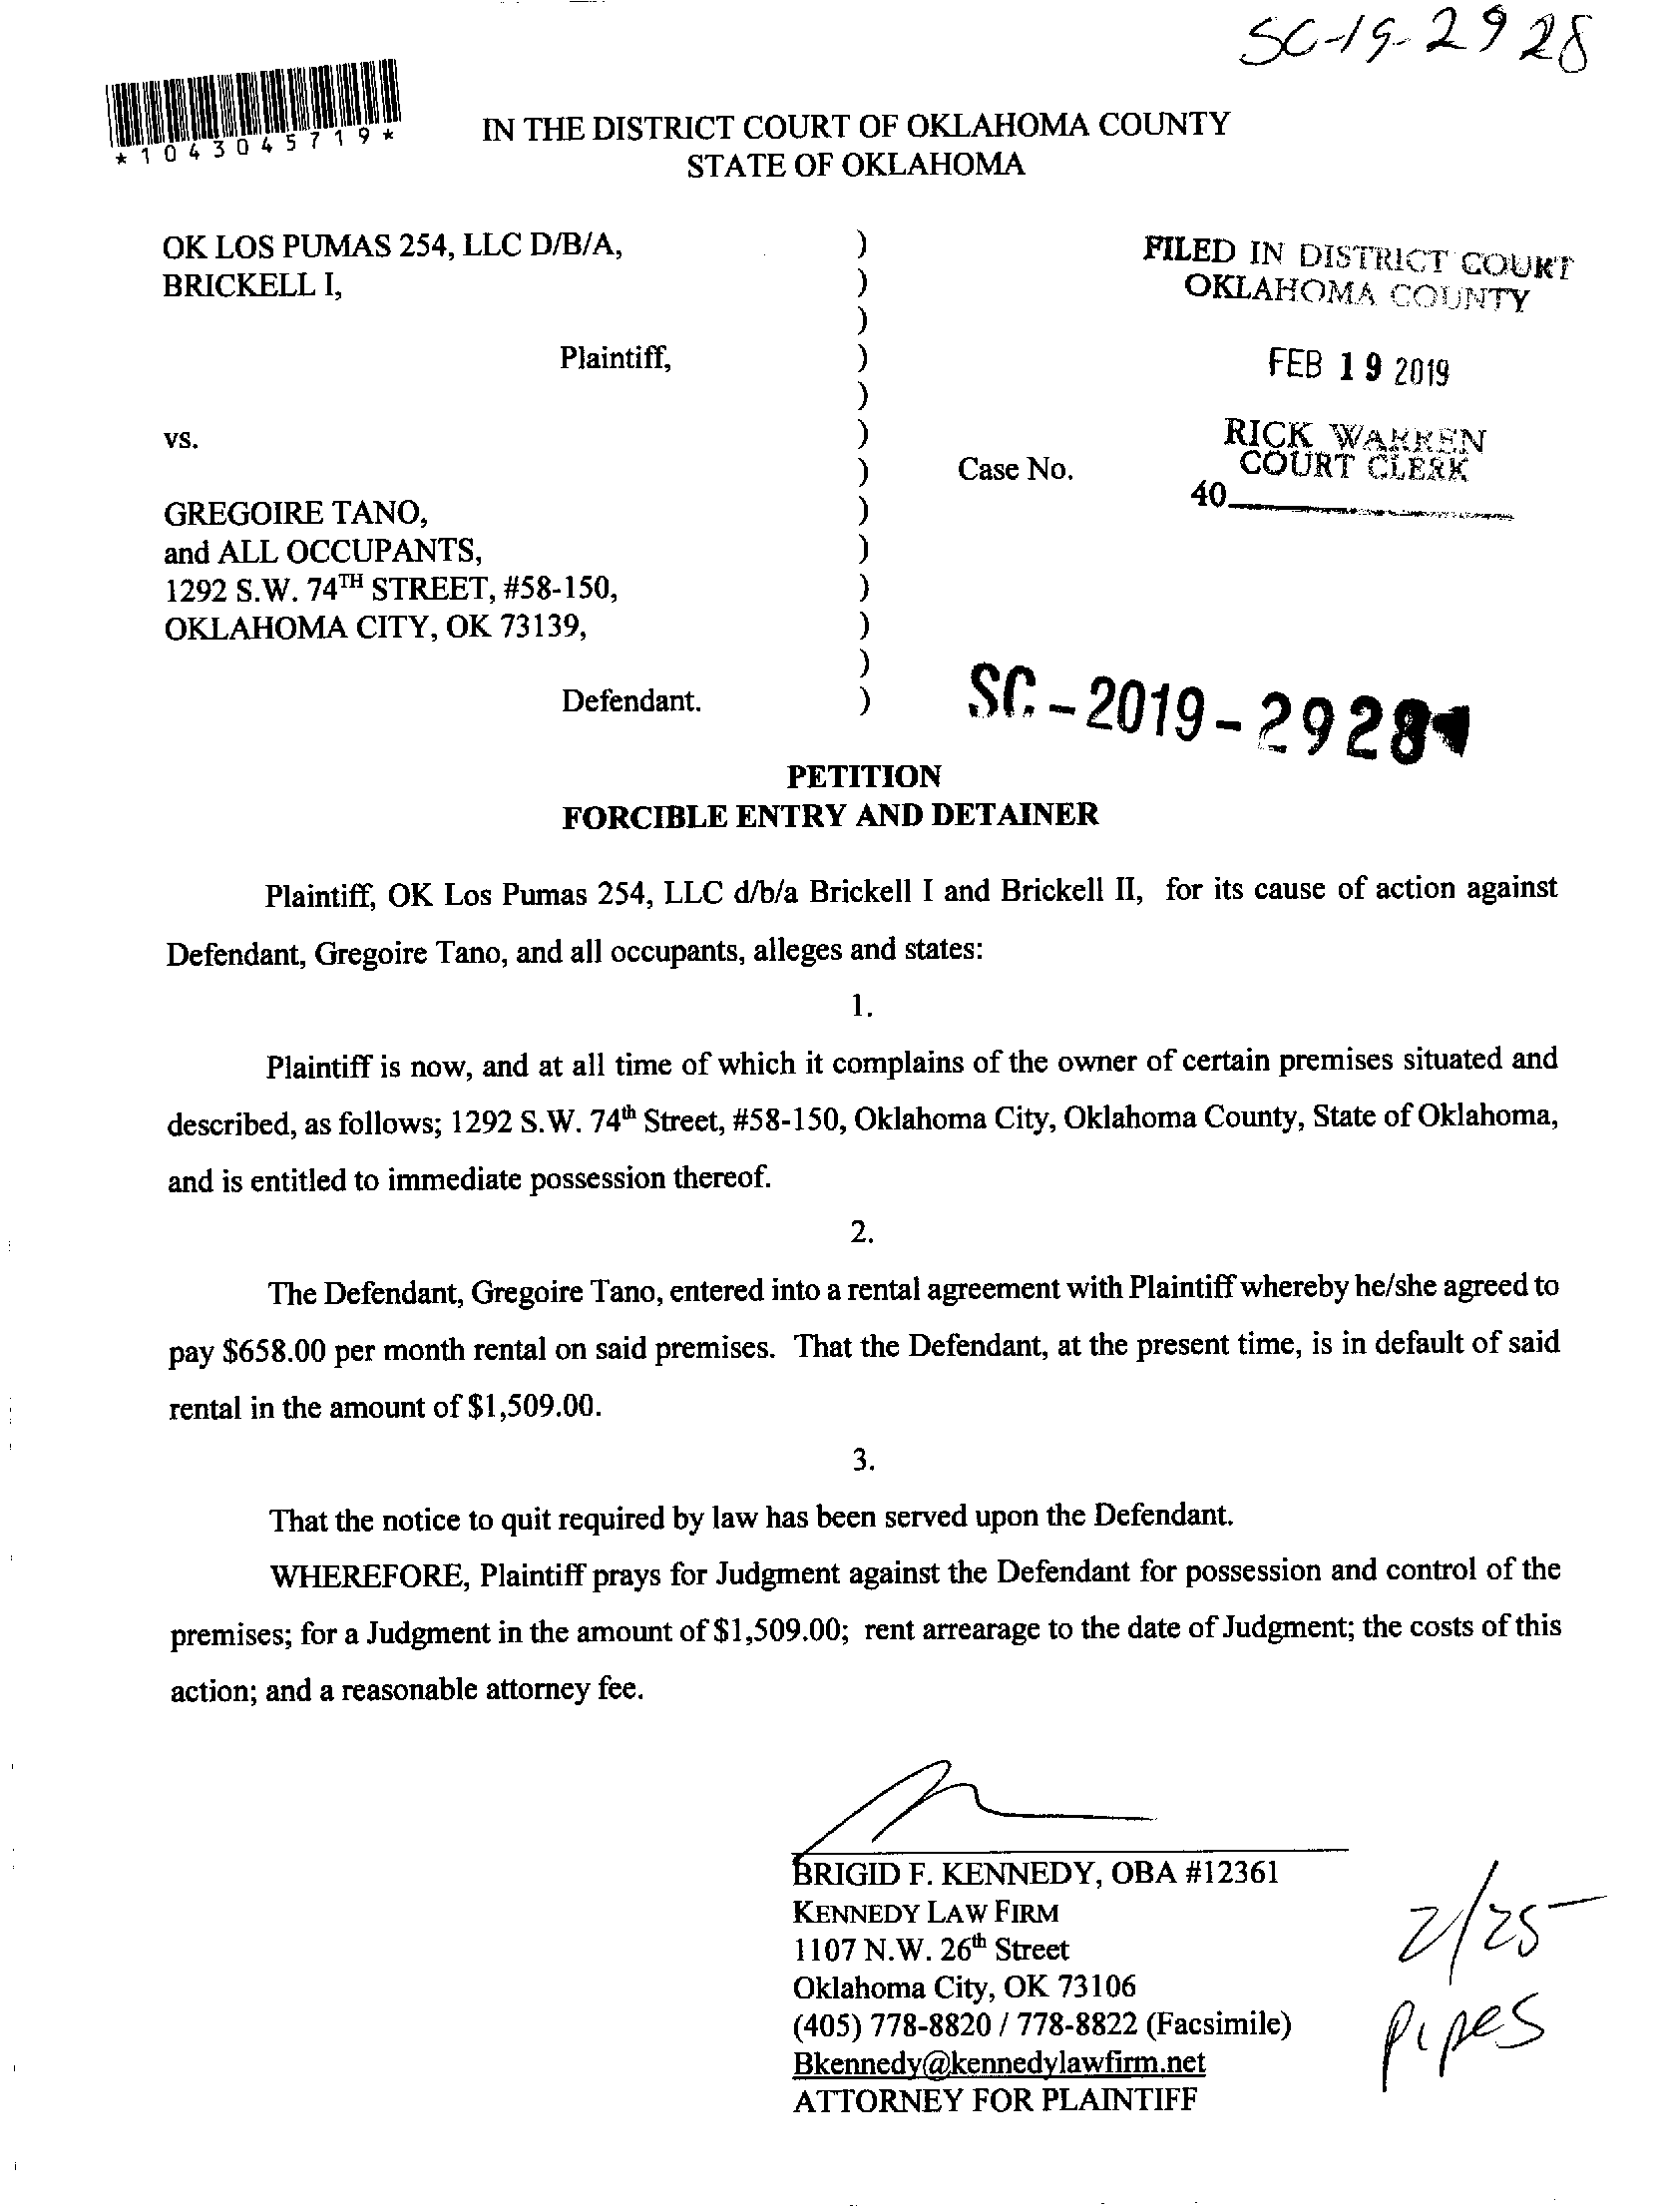 SC-19-2928
*1043045719*
IN THE DISTRICT COURT OF OKLAHOMA COUNTY
STATE OF OKLAHOMA
OK LOS PUMAS 254, LLC D/B/A,
BRICKELL I,
Plaintiff,
vs.
GREGOIRE TANO,
and ALL OCCUPANTS,
1292 S.W. 74TH STREET, #58-150,
OKLAHOMA CITY, OK 73139,
Defendant.
)
)
)
)
)
)
)
)
)
)
)
)
)
FILED IN DISTRICT COURT
OKLAHOMA COUNTY
FEB 19 2019
RICK WARREN
COURT CLERK
40
Case No.
SC-2019-2928
PETITION
FORCIBLE ENTRY AND DETAINER
Plaintiff, OK Los Pumas 254, LLC d/b/a Brickell I and Brickell II, for its cause of action against
Defendant, Gregoire Tano, and all occupants, alleges and states:
1.
Plaintiff is now, and at all time of which it complains of the owner of certain premises situated and
described, as follows; 1292 S.W. 74th Street, #58-150, Oklahoma City, Oklahoma County, State of Oklahoma,
and is entitled to immediate possession thereof.
2.
The Defendant, Gregoire Tano, entered into a rental agreement with Plaintiff whereby he/she agreed to
pay $658.00 per month rental on said premises. That the Defendant, at the present time, is in default of said
rental in the amount of $1,509.00.
3.
That the notice to quit required by law has been served upon the Defendant.
WHEREFORE, Plaintiff prays for Judgment against the Defendant for possession and control of the
premises; for a Judgment in the amount of $1,509.00; rent arrearage to the date of Judgment; the costs of this
action; and a reasonable attorney fee.
BRIGID F. KENNEDY, OBA #12361
KENNEDY LAW FIRM
1107 N.W. 26th Street
Oklahoma City, OK 73106
(405) 778-8820 / 778-8822 (Facsimile)
Bkennedy@kennedylawfirm.net
ATTORNEY FOR PLAINTIFF
2/25
Pipes